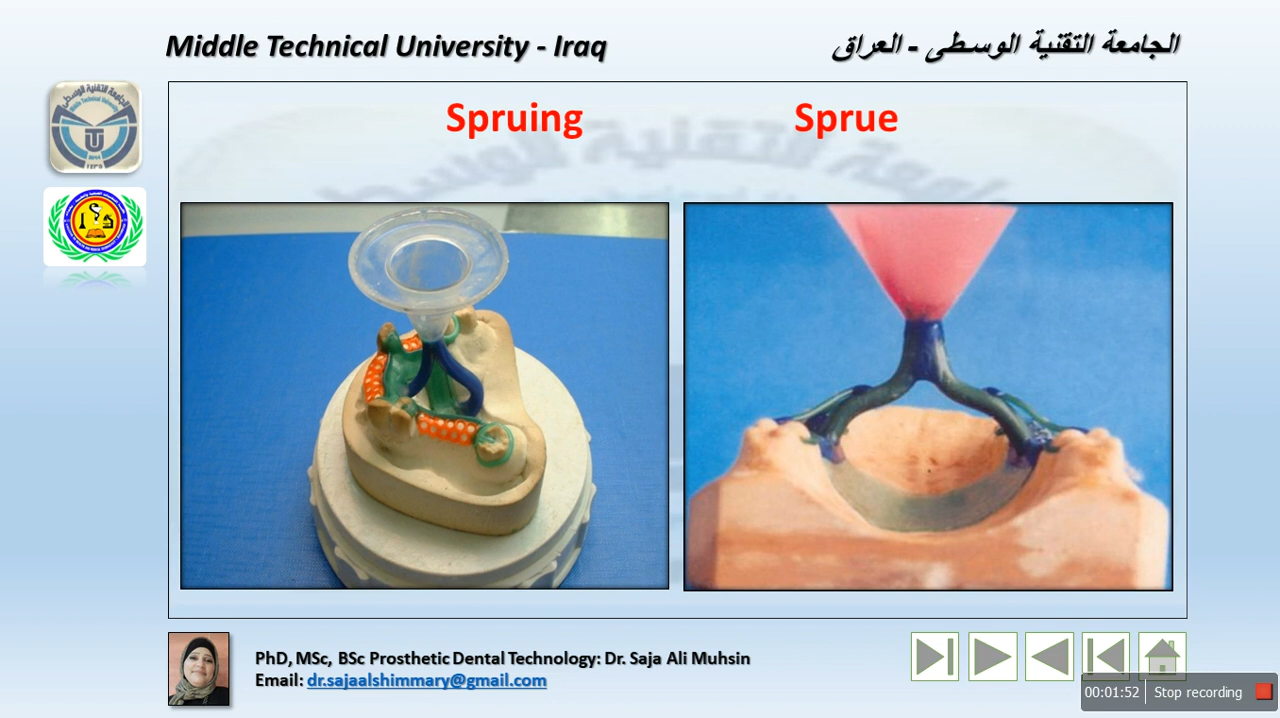 Middle Technical University - Iraq
الجامعة التقنية الوسطى - العراق
Spruing
Sprue
PhD, MSc, BSc Prosthetic Dental Technology: Dr. Saja Ali Muhsin
Email: dr.sajaalshimmary@gmail.com
00:01:52
Stop recording